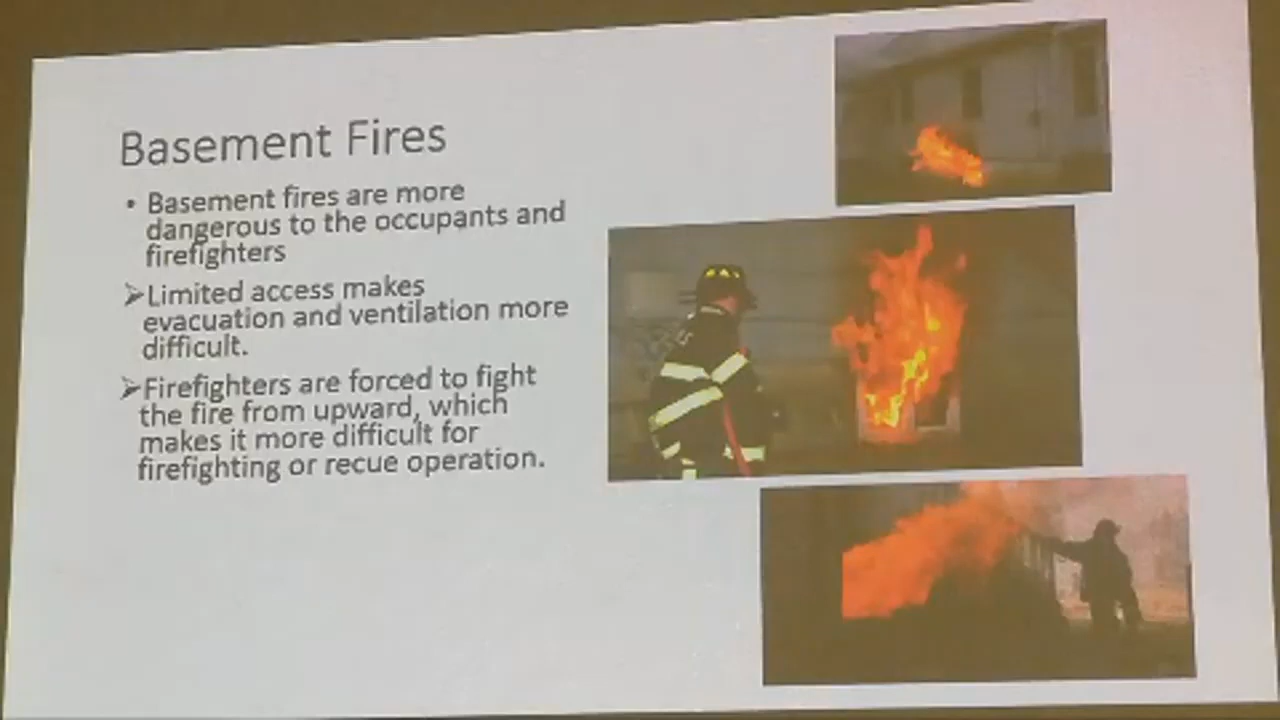 Basement Fires
• Basement fires are more
dangerous to the occupants and
firefighters
➢Limited access makes
evacuation and ventilation more
difficult.
➢Firefighters are forced to fight
the fire from upward, which
makes it more difficult for
firefighting or recue operation.